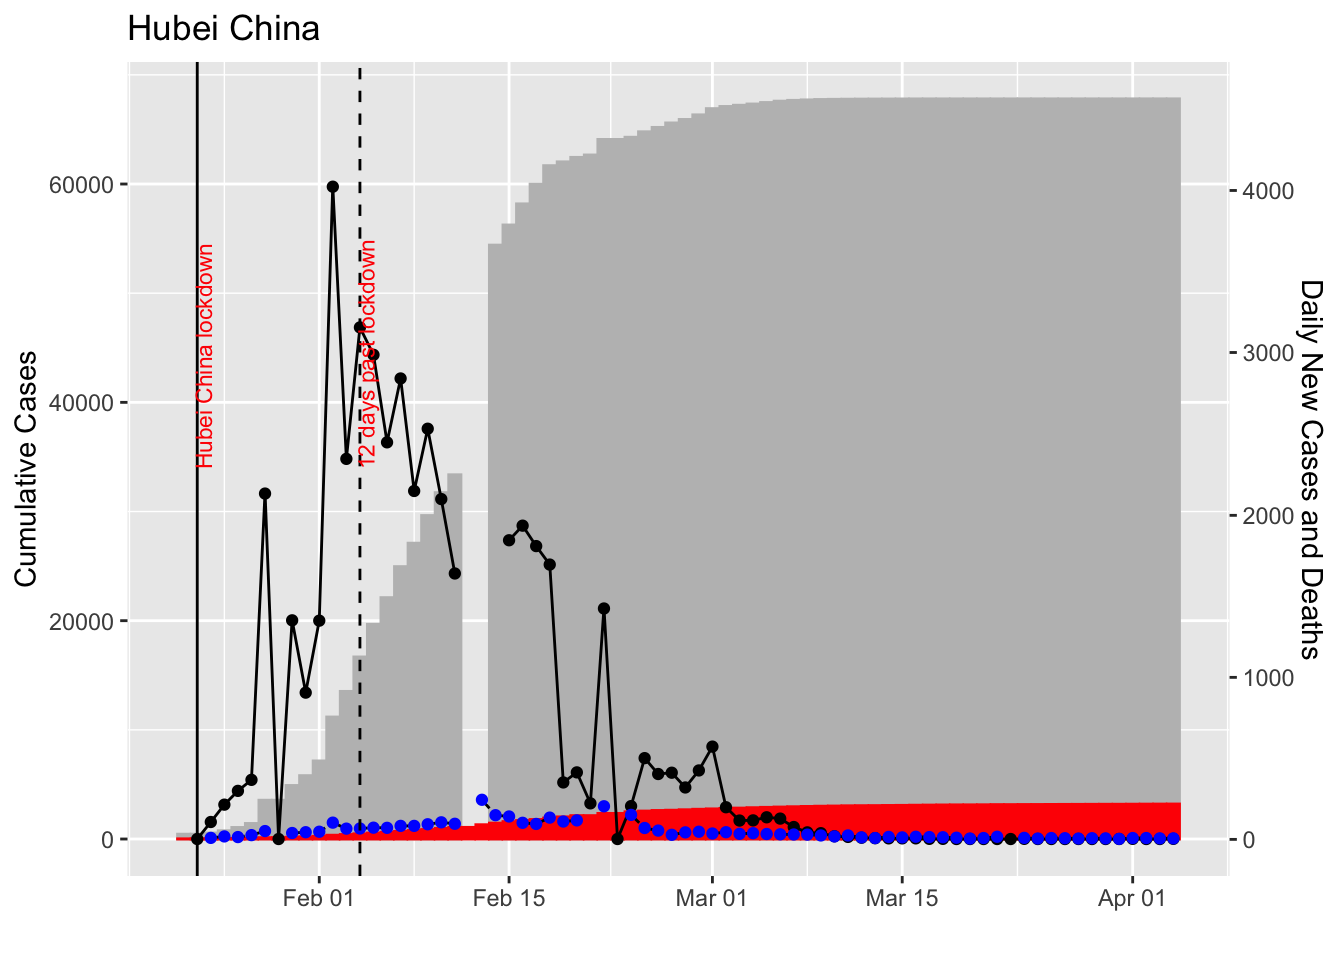 Hubei China
Cumulative Cases
60000
40000
20000
0
Hubei China lockdown
12 days past lockdown
4000
3000
2000
1000
0
Daily New Cases and Deaths
Feb 01
Feb 15
Mar 01
Mar 15
Apr 01